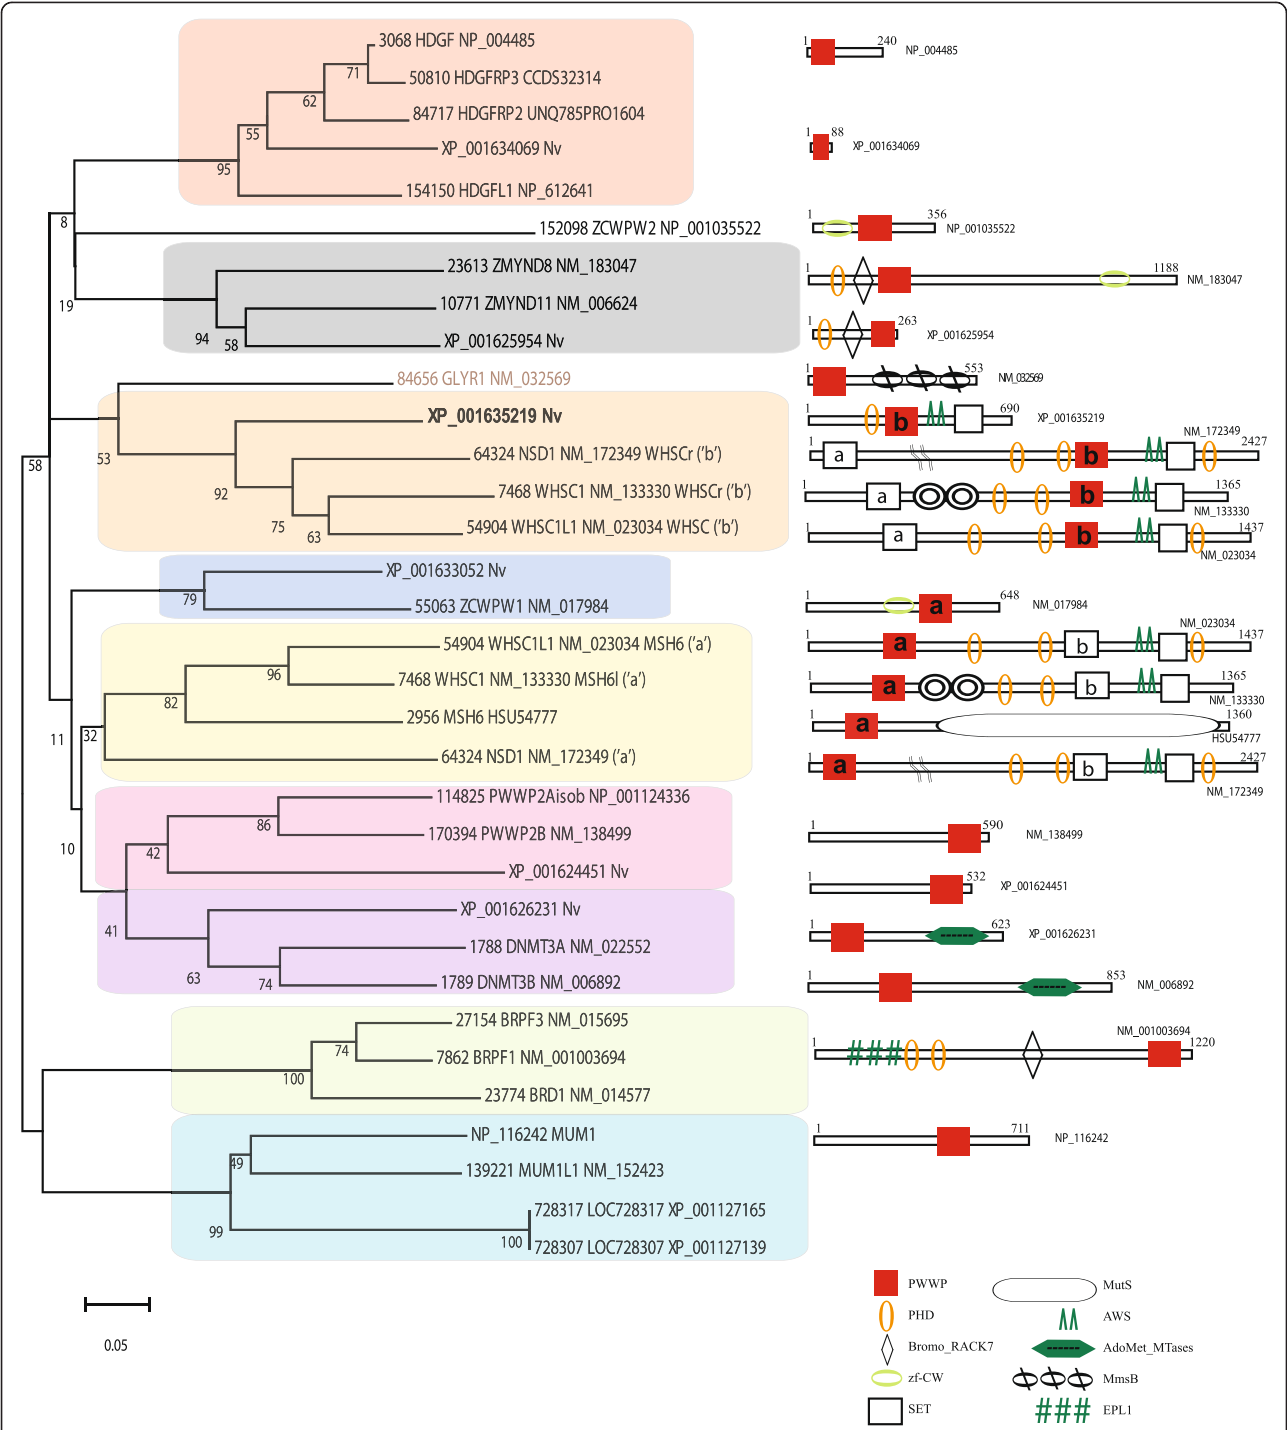 3068 HDGF NP_004485
71
50810 HDGFRP3 CCDS32314
62
84717 HDGFRP2 UNQ785PRO1604
55
XP_001634069 Nv
95
154150 HDGFL1 NP_612641
8
152098 ZCWPW2 NP_001035522
23613 ZMYND8 NM_183047
19
10771 ZMYND11 NM_006624
94
58
XP_001625954 Nv
84656 GLYR1 NM_032569
XP_001635219 Nv
53
58
64324 NSD1 NM_172349 WHSCr ('b')
92
7468 WHSC1 NM_133330 WHSCr ('b')
75
63
54904 WHSC1L1 NM_023034 WHSC ('b')
XP_001633052 Nv
79
55063 ZCWPW1 NM_017984
54904 WHSC1L1 NM_023034 MSH6 ('a')
96
7468 WHSC1 NM_133330 MSH6l ('a')
82
2956 MSH6 HSU54777
11
32
64324 NSD1 NM_172349 ('a')
114825 PWWP2Aisob NP_001124336
86
170394 PWWP2B NM_138499
10
42
XP_001624451 Nv
XP_001626231 Nv
41
1788 DNMT3A NM_022552
63
74
1789 DNMT3B NM_006892
27154 BRPF3 NM_015695
74
7862 BRPF1 NM_001003694
100
23774 BRD1 NM_014577
NP_116242 MUM1
49
139221 MUM1L1 NM_152423
728317 LOC728317 XP_001127165
99
100
728307 LOC728307 XP_001127139
0.05
1 240 NP_004485
1 88 XP_001634069
1 356 NP_001035522
1 1188 NM_183047
1 263 XP_001625954
1 553 NM_032569
1 b 690 XP_001635219
NM_172349
1 a b 2427
1 a b 1365
NM_133330
1 a b 1437
NM_023034
1 a 648 NM_017984
NM_023034
1 a b 1437
1 a b 1365
NM_133330
1 a 1360
HSU54777
1 a b 2427
NM_172349
1 590 NM_138499
1 532 XP_001624451
1 623 XP_001626231
1 853 NM_006892
NM_001003694
1 1220
1 711 NP_116242
PWWP
MutS
PHD
AWS
Bromo_RACK7
AdoMet_MTases
zf-CW
MmsB
SET
EPL1